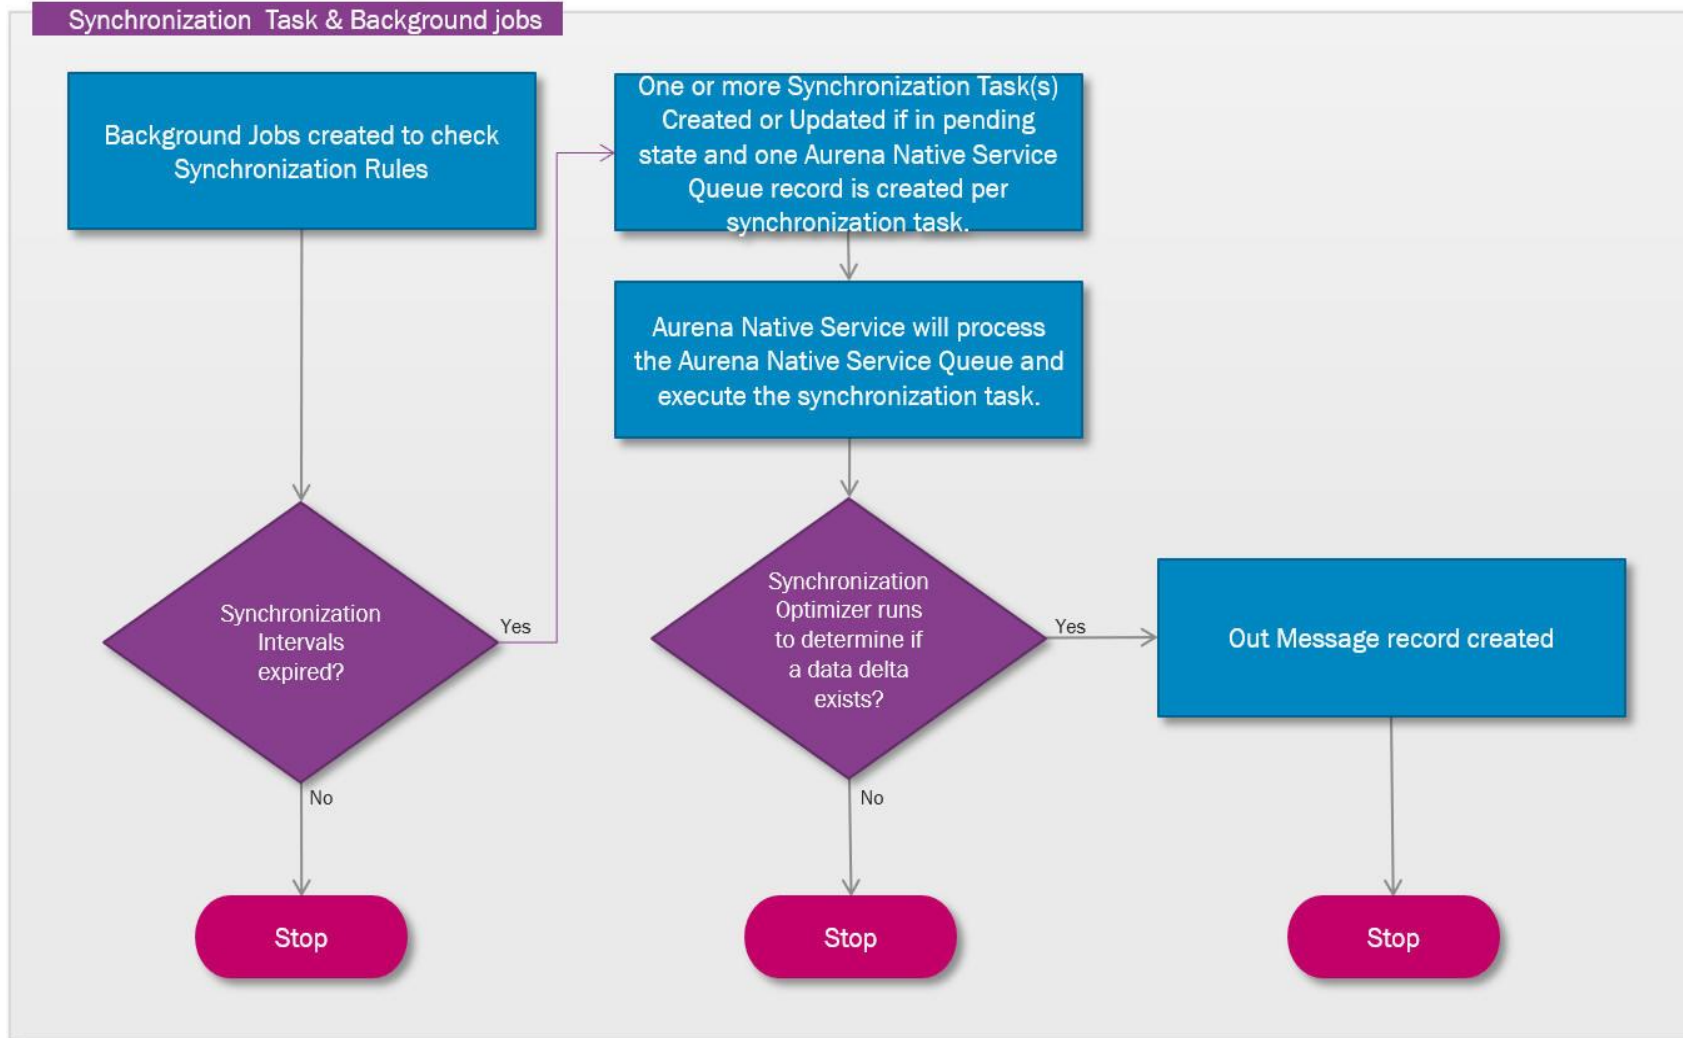 Synchronization Task & Background jobs
Background Jobs created to check
Synchronization Rules
Synchronization
Intervals
expired?
Yes
No
Stop
One or more Synchronization Task(s)
Created or Updated if in pending
state and one Aurena Native Service
Queue record is created per
synchronization task.
Aurena Native Service will process
the Aurena Native Service Queue and
execute the synchronization task.
Synchronization
Optimizer runs
to determine if
a data delta
exists?
Yes
No
Stop
Out Message record created
Stop